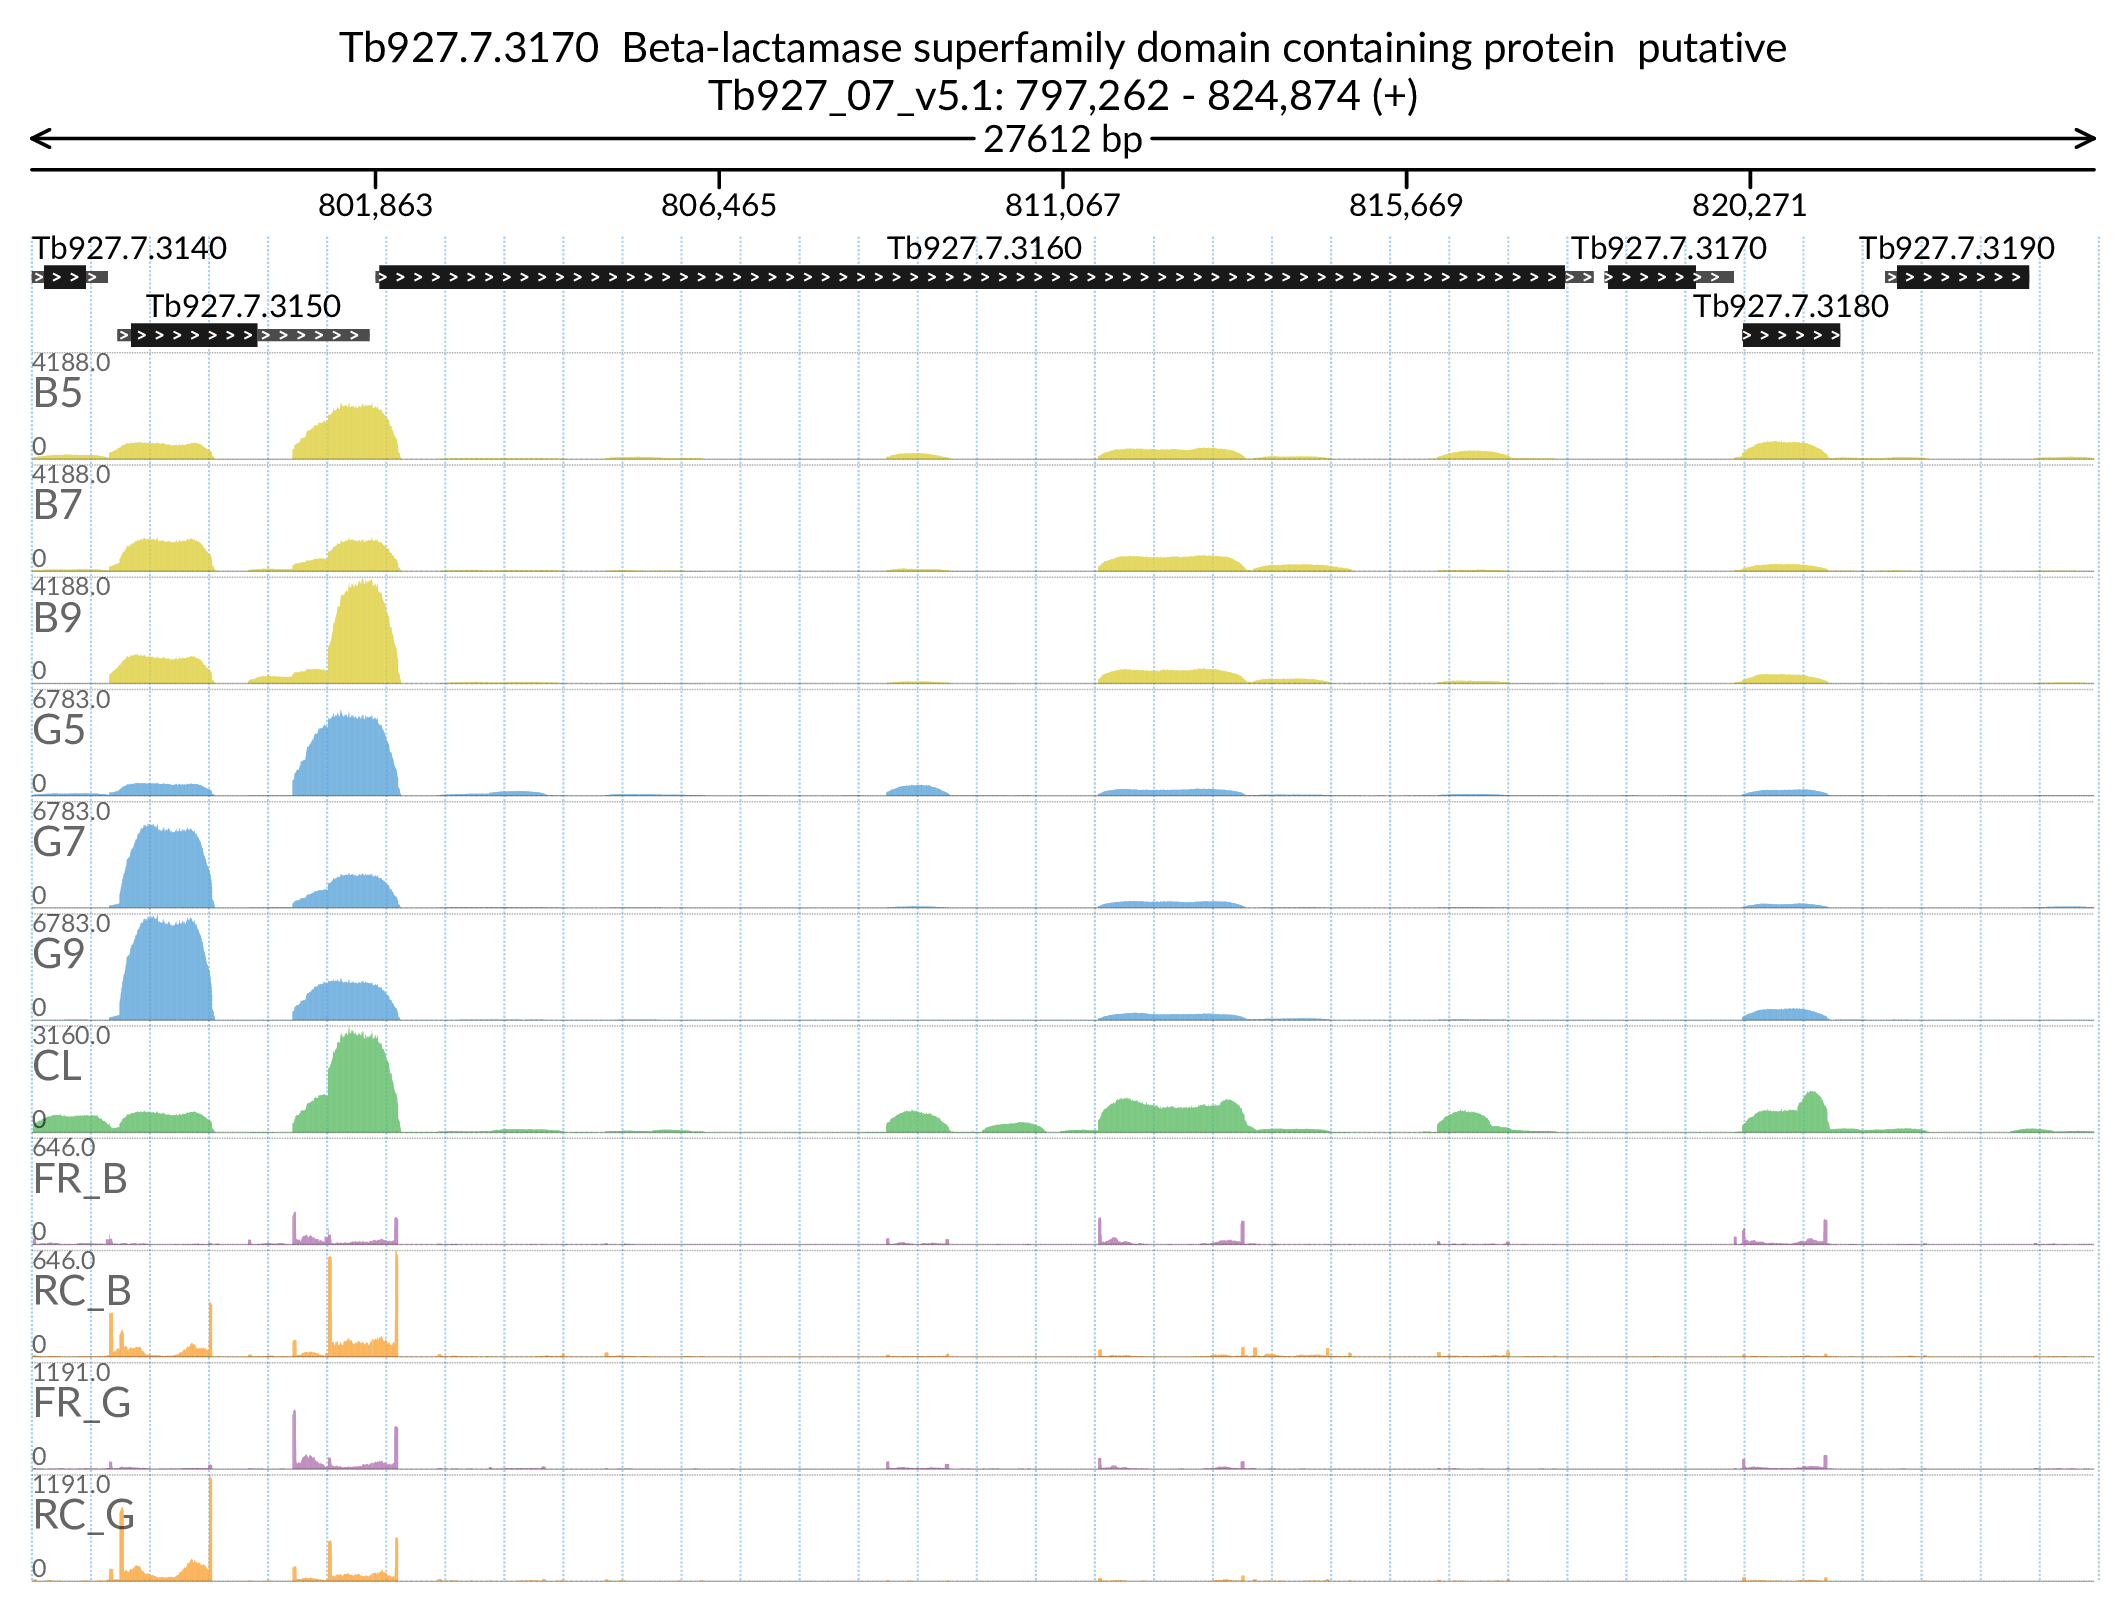 Tb927.7.3170  Beta-lactamase superfamily domain containing protein  putative
Tb927_07_v5.1: 797,262 - 824,874 (+)
27612 bp
801,863 806,465 811,067 815,669 820,271
Tb927.7.3140 Tb927.7.3160 Tb927.7.3170 Tb927.7.3190
Tb927.7.3150 Tb927.7.3180
4188.0
B5
0
4188.0
B7
0
4188.0
B9
0
6783.0
G5
0
6783.0
G7
0
6783.0
G9
0
3160.0
CL
0
646.0
FR_B
0
646.0
RC_B
0
1191.0
FR_G
0
1191.0
RC_G
0